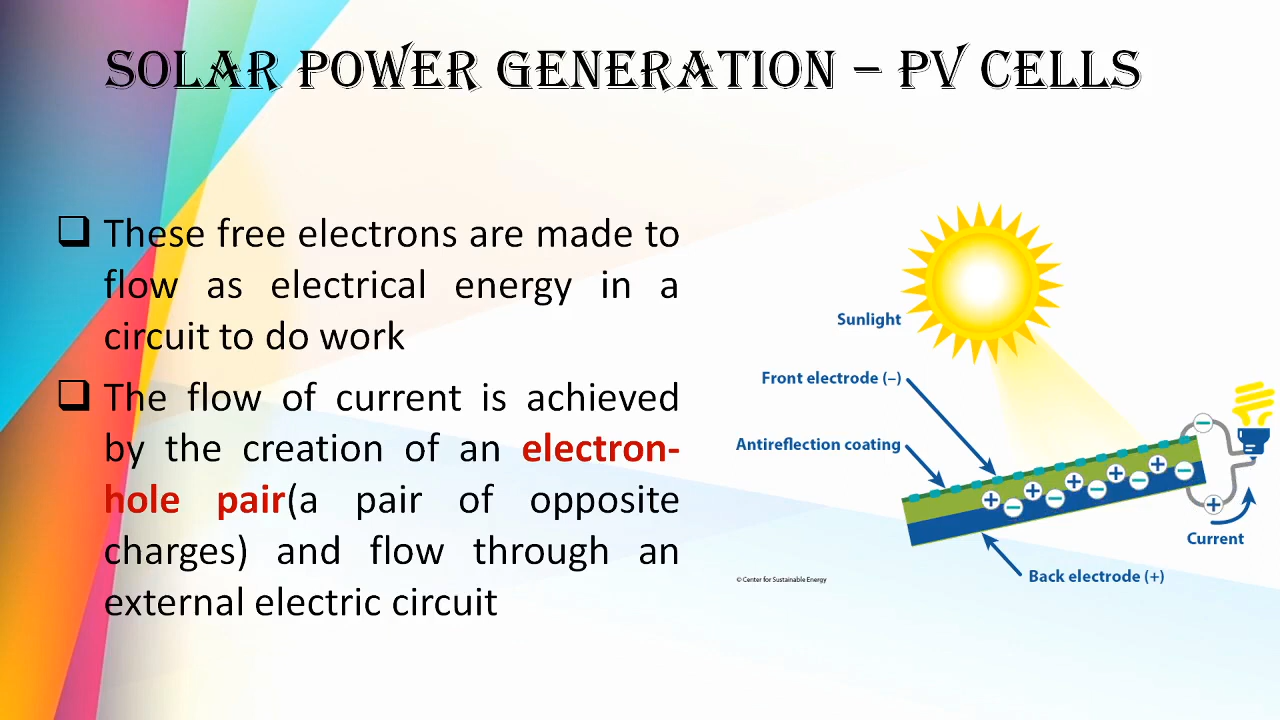 SOLAR POWER GENERATION – PV CELLS
These free electrons are made to
flow as electrical energy in a
circuit to do work
The flow of current is achieved
by the creation of an electron-
hole pair(a pair of opposite
charges) and flow through an
external electric circuit
Sunlight
Front electrode (–)
Antireflection coating
Current
Back electrode (+)
© Center for Sustainable Energy